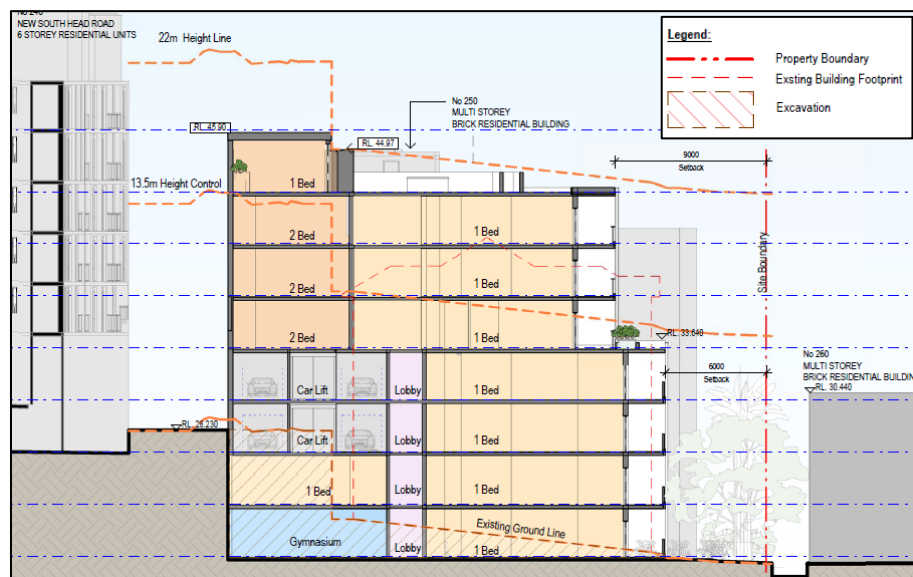 No 240
NEW SOUTH HEAD ROAD
6 STOREY RESIDENTIAL UNITS
22m Height Line
Legend:
Property Boundary
Existing Building Footprint
Excavation
No 250
MULTI STOREY
BRICK RESIDENTIAL BUILDING
RL. 45.90
RL. 44.97
9000
Setback
13.5m Height Control
1 Bed
2 Bed
1 Bed
2 Bed
1 Bed
2 Bed
1 Bed
Site Boundary
RL. 33.640
6000
Setback
No 260
MULTI STOREY
BRICK RESIDENTIAL BUILDIN
RL. 30.440
Car Lift
Lobby
1 Bed
RL. 28.230
Car Lift
Lobby
1 Bed
1 Bed
Lobby
1 Bed
Existing Ground Line
Gymnasium
Lobby
1 Bed